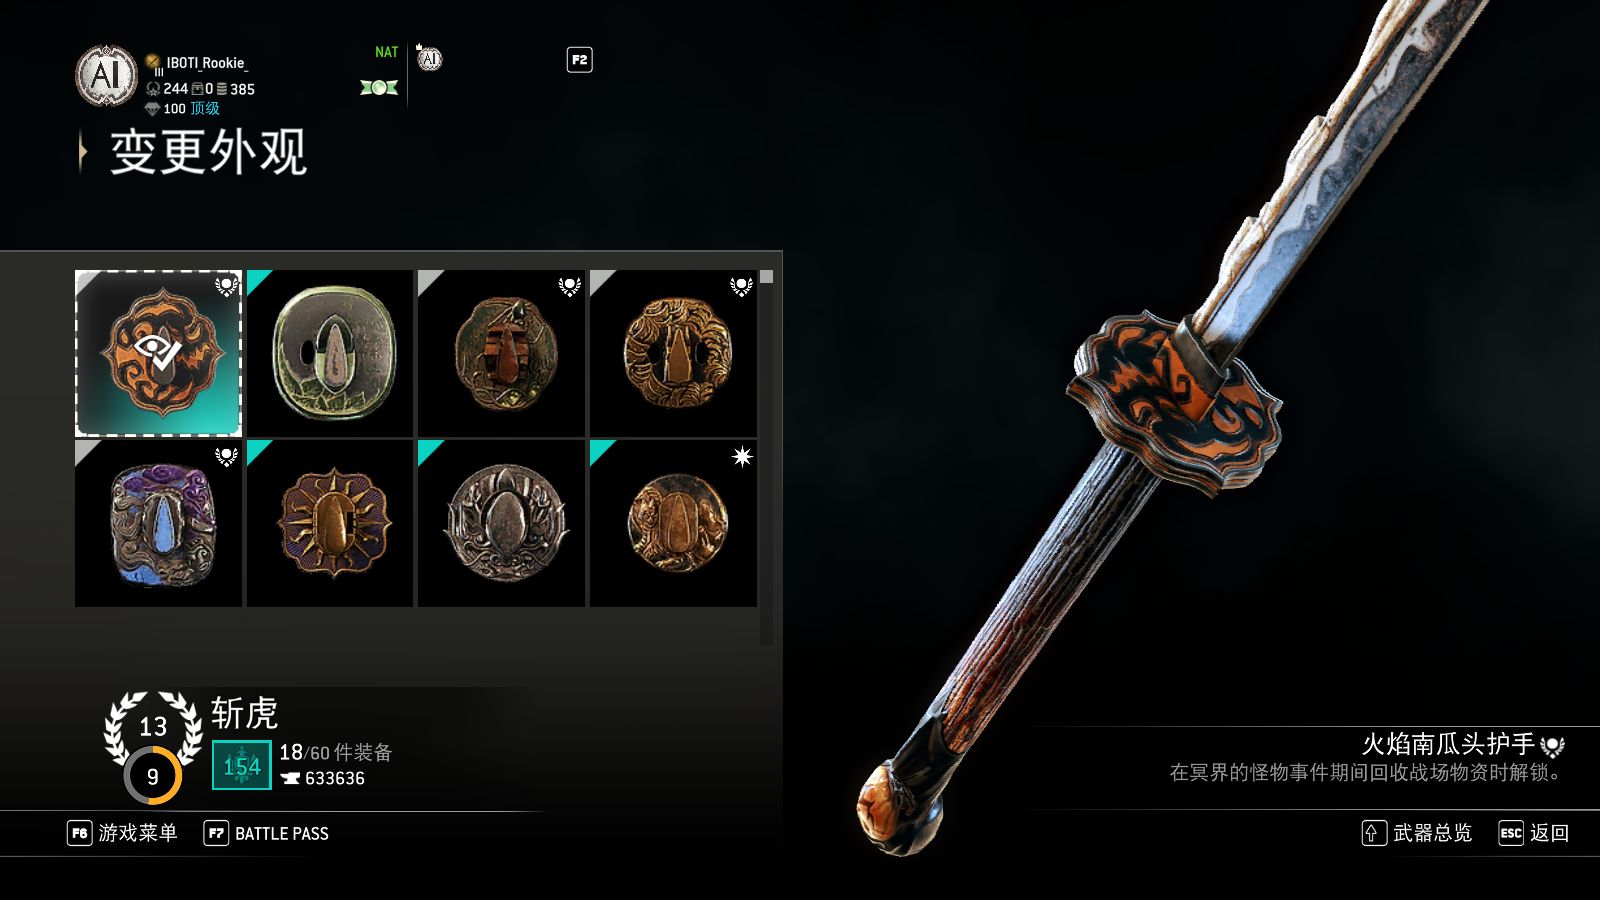 AI
IBOTI_Rookie_
III
244 0 385
100 顶级
NAT
AI
F2
变更外观
13
9
斩虎
154
18/60 件装备
633636
F6 游戏菜单
F7 BATTLE PASS
火焰南瓜头护手
在冥界的怪物事件期间回收战场物资时解锁。
武器总览
ESC 返回